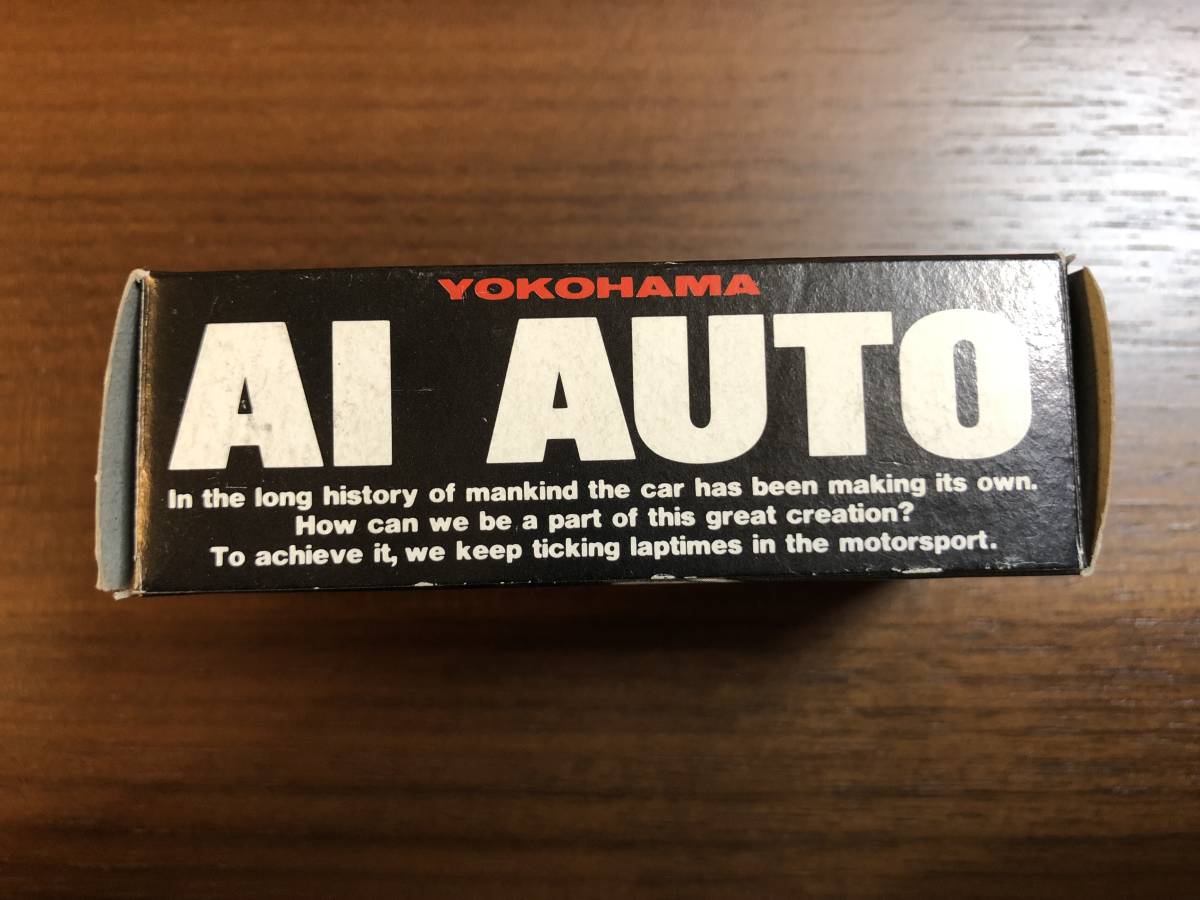 YOKOHAMA
AI AUTO
In the long history of mankind the car has been making its own.
How can we be a part of this great creation?
To achieve it, we keep ticking laptimes in the motorsport.